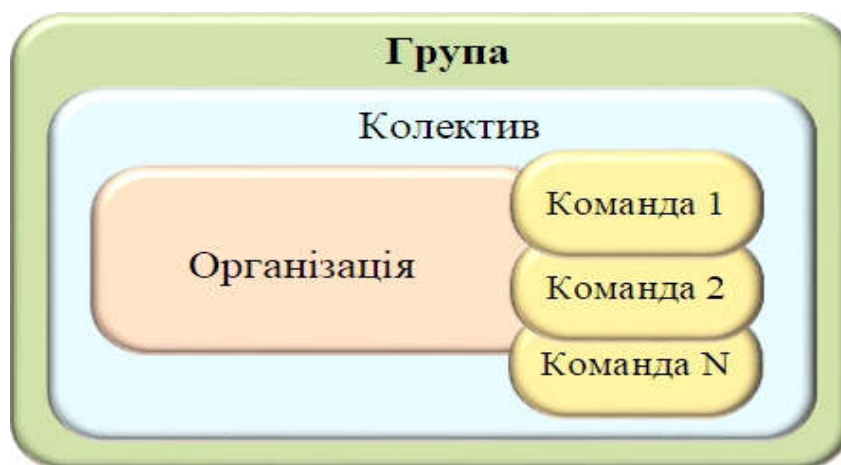 Група
Колектив
Команда 1
Організація
Команда 2
Команда N